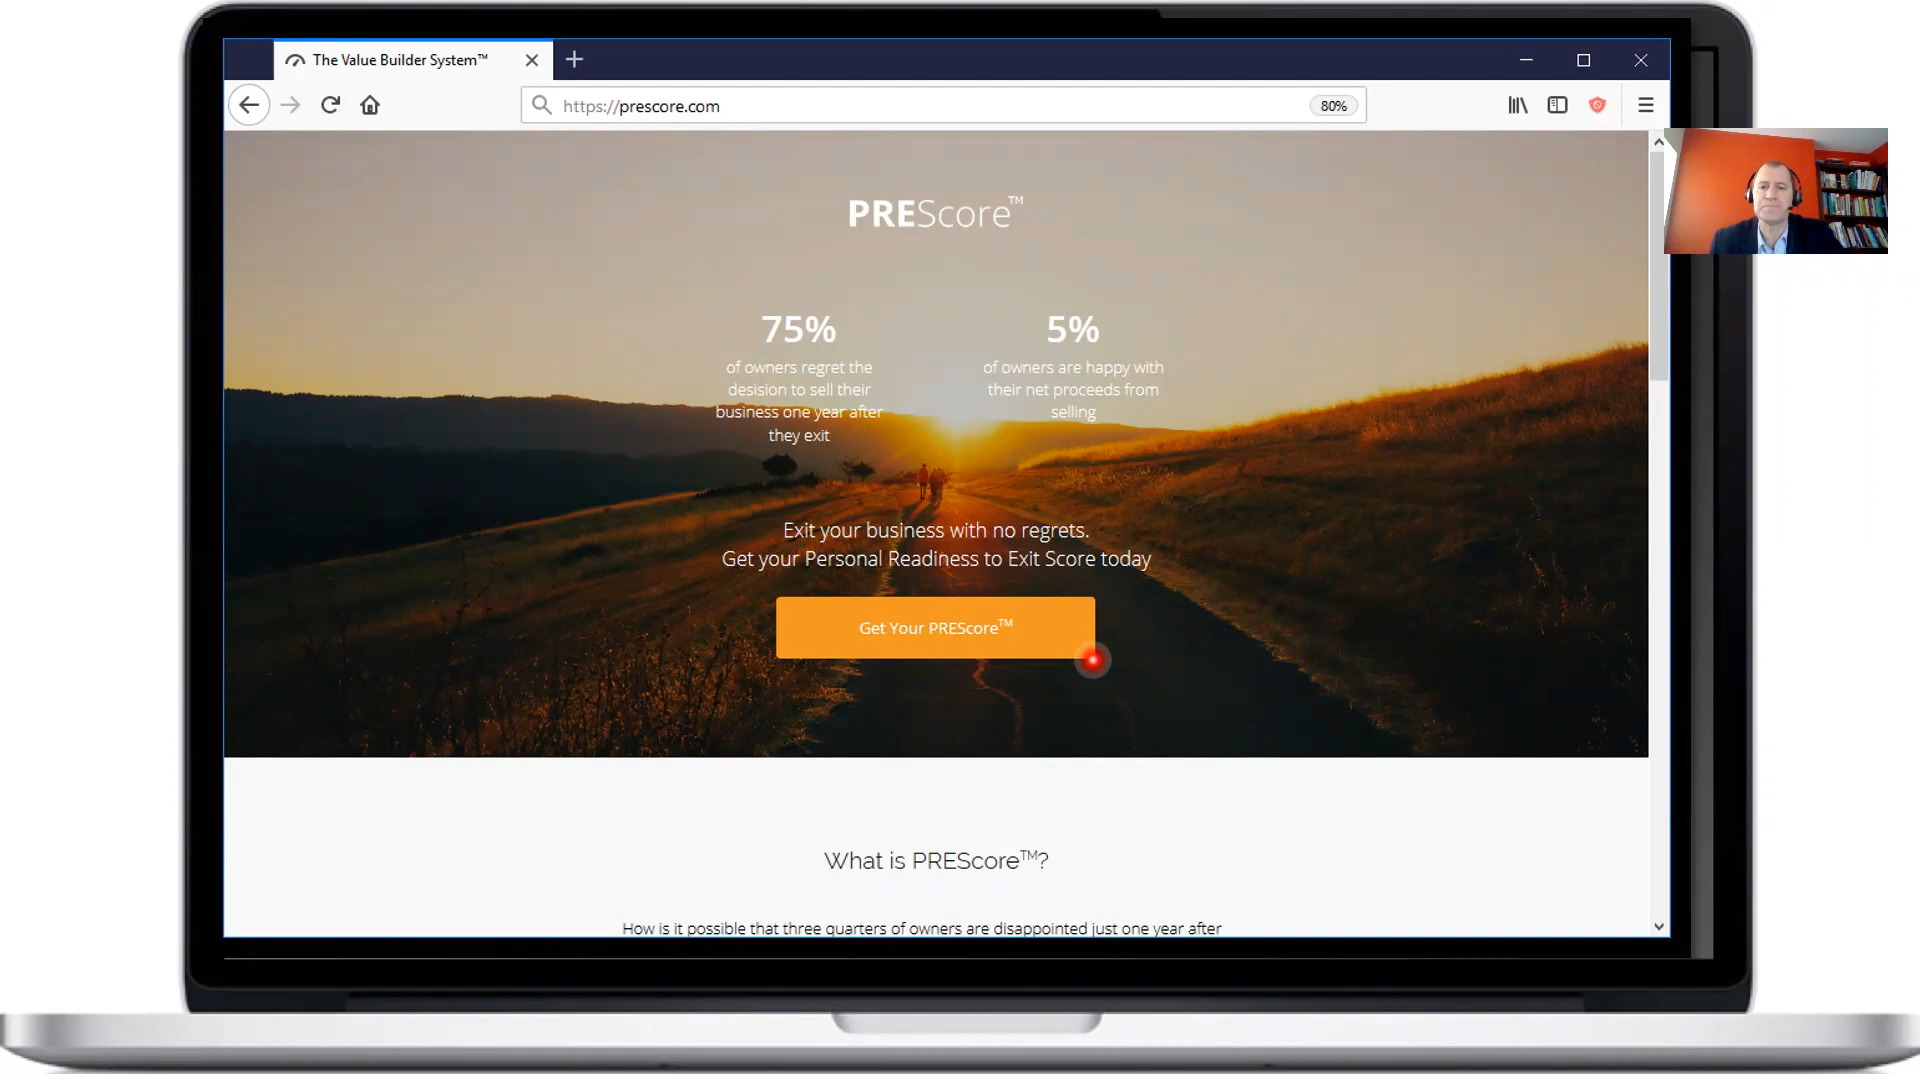 The Value Builder System™
https://prescore.com
80%
PREScore™
75%
of owners regret the
desision to sell their
business one year after
they exit
5%
of owners are happy with
their net proceeds from
selling
Exit your business with no regrets.
Get your Personal Readiness to Exit Score today
Get Your PREScore™
What is PREScore™?
How is it possible that three quarters of owners are disappointed just one year after